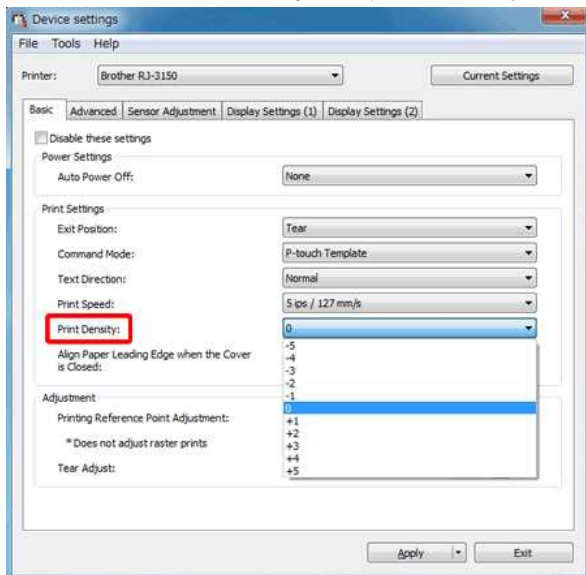 Device settings
File Tools Help
Printer: Brother RJ-3150 Current Settings
Basic Advanced Sensor Adjustment Display Settings (1) Display Settings (2)
Disable these settings
Power Settings
Auto Power Off: None
Print Settings
Exit Position: Tear
Command Mode: P-touch Template
Text Direction: Normal
Print Speed: 5 ips / 127 mm/s
Print Density: 0
-5
-4
-3
-2
-1
0
+1
+2
+3
+4
+5
Align Paper Leading Edge when the Cover
is Closed:
Adjustment
Printing Reference Point Adjustment:
* Does not adjust raster prints
Tear Adjust:
Apply Exit